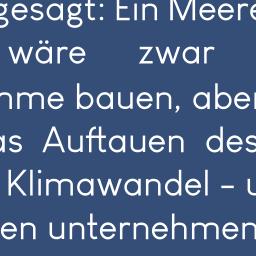 gesagt: Ein Meere
wäre zwar
mme bauen, aber
as Auftauen des
Klimawandel – u
en unternehmen